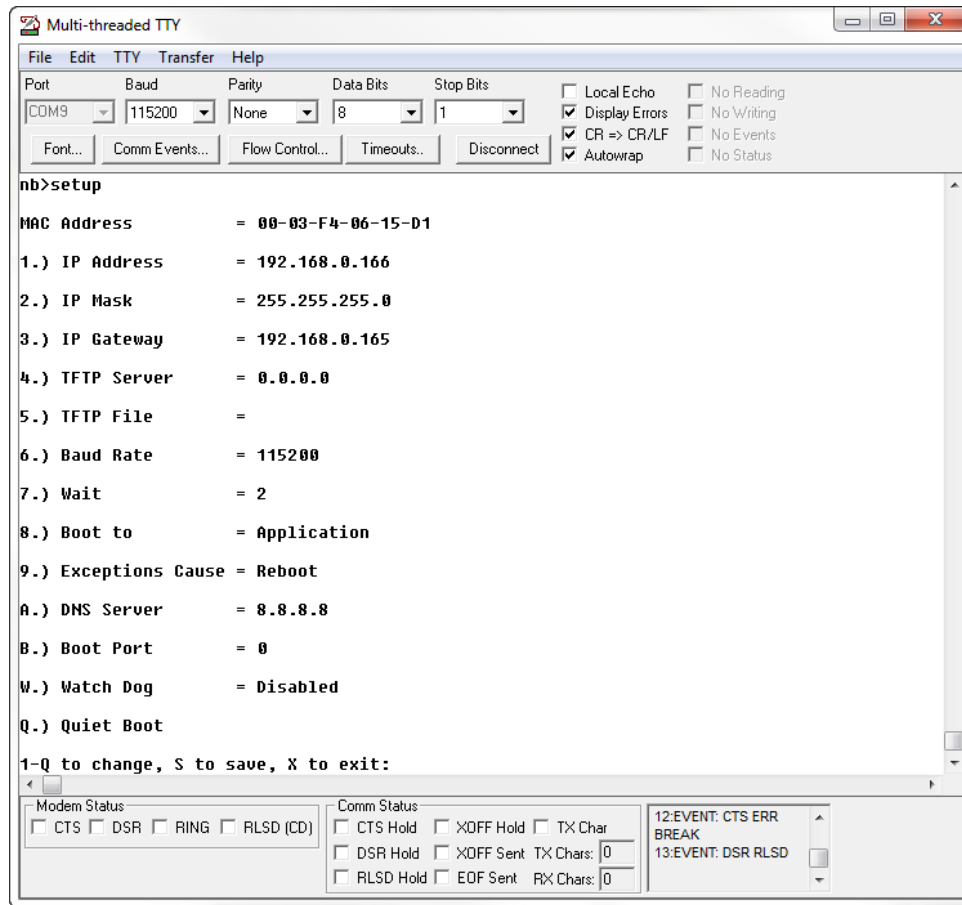 Multi-threaded TTY
File Edit TTY Transfer Help
Port Baud Parity Data Bits Stop Bits
COM9 115200 None 8 1
Local Echo No Reading
Display Errors No Writing
CR => CR/LF No Events
Autowrap No Status
Font... Comm Events... Flow Control... Timeouts.. Disconnect
nb>setup
MAC Address = 00-03-F4-06-15-D1
1.) IP Address = 192.168.0.166
2.) IP Mask = 255.255.255.0
3.) IP Gateway = 192.168.0.165
4.) TFTP Server = 0.0.0.0
5.) TFTP File =
6.) Baud Rate = 115200
7.) Wait = 2
8.) Boot to = Application
9.) Exceptions Cause = Reboot
A.) DNS Server = 8.8.8.8
B.) Boot Port = 0
W.) Watch Dog = Disabled
Q.) Quiet Boot
1-Q to change, S to save, X to exit:
Modem Status
CTS DSR RING RLSD (CD)
Comm Status
CTS Hold XOFF Hold TX Char
DSR Hold XOFF Sent TX Chars: 0
RLSD Hold EOF Sent RX Chars: 0
12:EVENT: CTS ERR
BREAK
13:EVENT: DSR RLSD